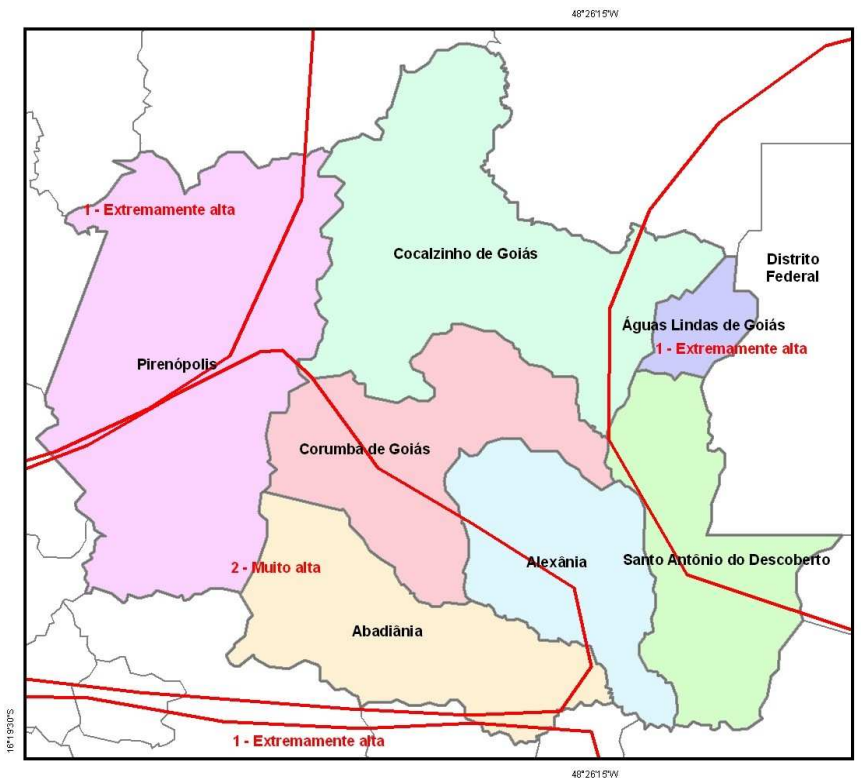 48°26'15"W
1 - Extremamente alta
Cocalzinho de Goiás
Distrito
Federal
Águas Lindas de Goiás
1 - Extremamente alta
Pirenópolis
Corumbá de Goiás
2 - Muito alta
Alexânia
Santo Antônio do Descoberto
Abadiânia
16°19'30"S
1 - Extremamente alta
48°26'15"W